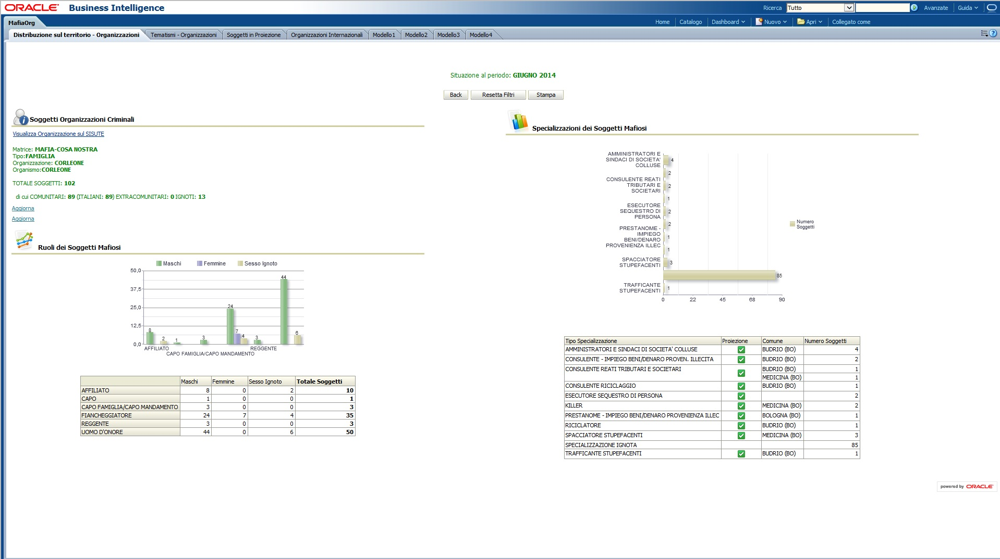 ORACLE Business Intelligence
Ricerca Tutto Avanzate Guida
MafiaOrg
Home Catalogo Dashboard Nuovo Apri Collegato come
Distribuzione sul territorio - Organizzazioni Tematismi - Organizzazioni Soggetti in Proiezione Organizzazioni Internazionali Modello1 Modello2 Modello3 Modello4
Situazione al periodo: GIUGNO 2014
Back Resetta Filtri Stampa
Soggetti Organizzazioni Criminali
Visualizza Organizzazione sul SISUTE
Matrice: MAFIA-COSA NOSTRA
Tipo:FAMIGLIA
Organizzazione: CORLEONE
Organismo:CORLEONE
TOTALE SOGGETTI: 102
di cui COMUNITARI: 89 (ITALIANI: 89) EXTRACOMUNITARI: 0 IGNOTI: 13
Aggiorna
Aggiorna
Ruoli dei Soggetti Mafiosi
Maschi Femmine Sesso Ignoto
50,0
37,5
25,0
12,5
0,0
8 2 1 3 24 7 4 3 44 6
AFFILIATO REGGENTE
CAPO FAMIGLIA/CAPO MANDAMENTO
Maschi Femmine Sesso Ignoto Totale Soggetti
AFFILIATO 8 0 2 10
CAPO 1 0 0 1
CAPO FAMIGLIA/CAPO MANDAMENTO 3 0 0 3
FIANCHEGGIATORE 24 7 4 35
REGGENTE 3 0 0 3
UOMO D'ONORE 44 0 6 50
Specializzazioni dei Soggetti Mafiosi
AMMINISTRATORI E
SINDACI DI SOCIETA' 4
COLLUSE
2
CONSULENTE REATI
TRIBUTARI E 2
SOCIETARI
1
ESECUTORE
SEQUESTRO DI 2
PERSONA
2
PRESTANOME -
IMPIEGO 1
BENI/DENARO
PROVENIENZA ILLEC
1
SPACCIATORE 3
STUPEFACENTI
85
TRAFFICANTE 1
STUPEFACENTI
0 22 45 68 90
Numero
Soggetti
Tipo Specializzazione Proiezione Comune Numero Soggetti
AMMINISTRATORI E SINDACI DI SOCIETA' COLLUSE BUDRIO (BO) 4
CONSULENTE - IMPIEGO BENI/DENARO PROVEN. ILLECITA BUDRIO (BO) 2
CONSULENTE REATI TRIBUTARI E SOCIETARI BUDRIO (BO) 1
MEDICINA (BO) 1
CONSULENTE RICICLAGGIO BUDRIO (BO) 1
ESECUTORE SEQUESTRO DI PERSONA 2
KILLER MEDICINA (BO) 2
PRESTANOME - IMPIEGO BENI/DENARO PROVENIENZA ILLEC BOLOGNA (BO) 1
RICICLATORE BUDRIO (BO) 1
SPACCIATORE STUPEFACENTI MEDICINA (BO) 3
SPECIALIZZAZIONE IGNOTA 85
TRAFFICANTE STUPEFACENTI BUDRIO (BO) 1
powered by ORACLE